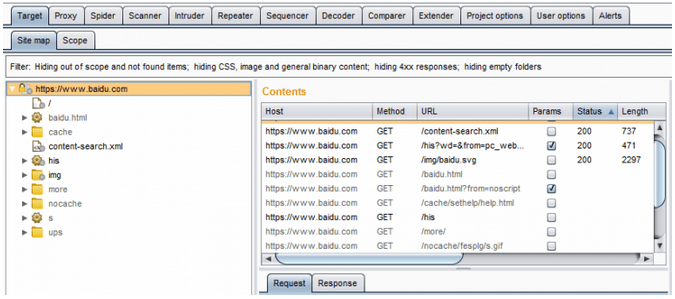 Target Proxy Spider Scanner Intruder Repeater Sequencer Decoder Comparer Extender Project options User options Alerts
Site map Scope
Filter: Hiding out of scope and not found items; hiding CSS, image and general binary content; hiding 4xx responses; hiding empty folders
https://www.baidu.com
/
baidu.html
cache
content-search.xml
his
img
more
nocache
s
ups
Contents
Host Method URL Params Status Length
https://www.baidu.com GET /content-search.xml 200 737
https://www.baidu.com GET /his?wd=&from=pc_web... 200 471
https://www.baidu.com GET /img/baidu.svg 200 2297
https://www.baidu.com GET /baidu.html
https://www.baidu.com GET /baidu.html?from=noscript
https://www.baidu.com GET /cache/sethelp/help.html
https://www.baidu.com GET /his
https://www.baidu.com GET /more/
https://www.baidu.com GET /nocache/fesplg/s.gif
Request Response